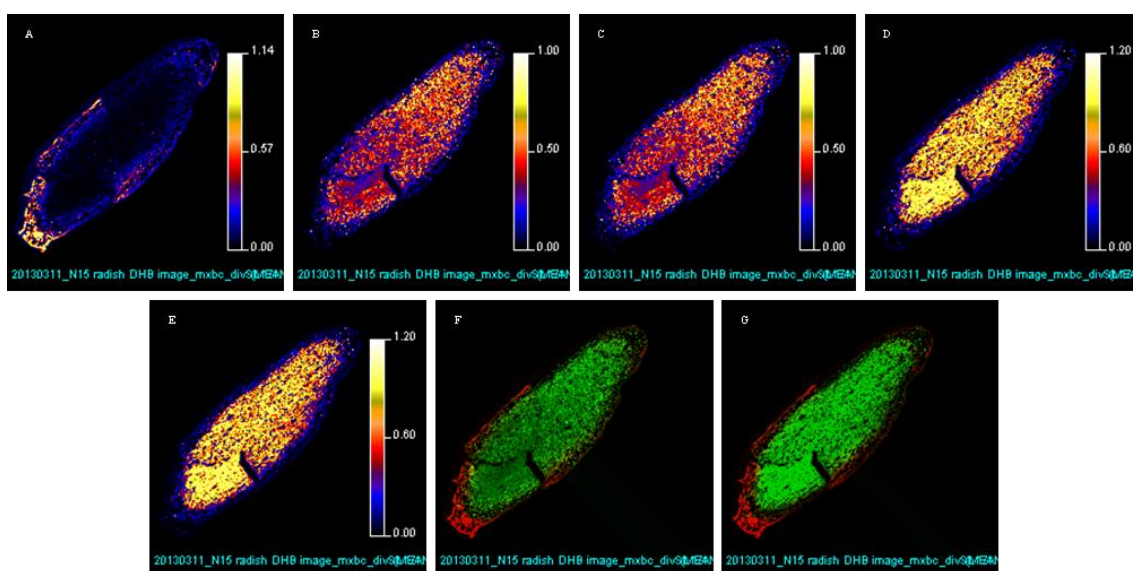 A
1.14
0.57
0.00
20130311_N15 radish DHB image_mxbc_div
B
1.00
0.50
0.00
20130311_N15 radish DHB image_mxbc_div
C
1.00
0.50
0.00
20130311_N15 radish DHB image_mxbc_div
D
1.20
0.60
0.00
20130311_N15 radish DHB image_mxbc_div
E
1.20
0.60
0.00
20130311_N15 radish DHB image_mxbc_div
F
20130311_N15 radish DHB image_mxbc_div
G
20130311_N15 radish DHB image_mxbc_div